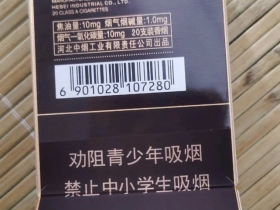 HEBEI INDUSTRIAL CO., LTD.
20 CLASS A CIGARETTES
焦油量:10mg 烟气烟碱量:1.0mg
烟气一氧化碳量:10mg 20支装香烟
河北中烟工业有限责任公司出品
6 901028 107280
劝阻青少年吸烟
禁止中小学生吸烟